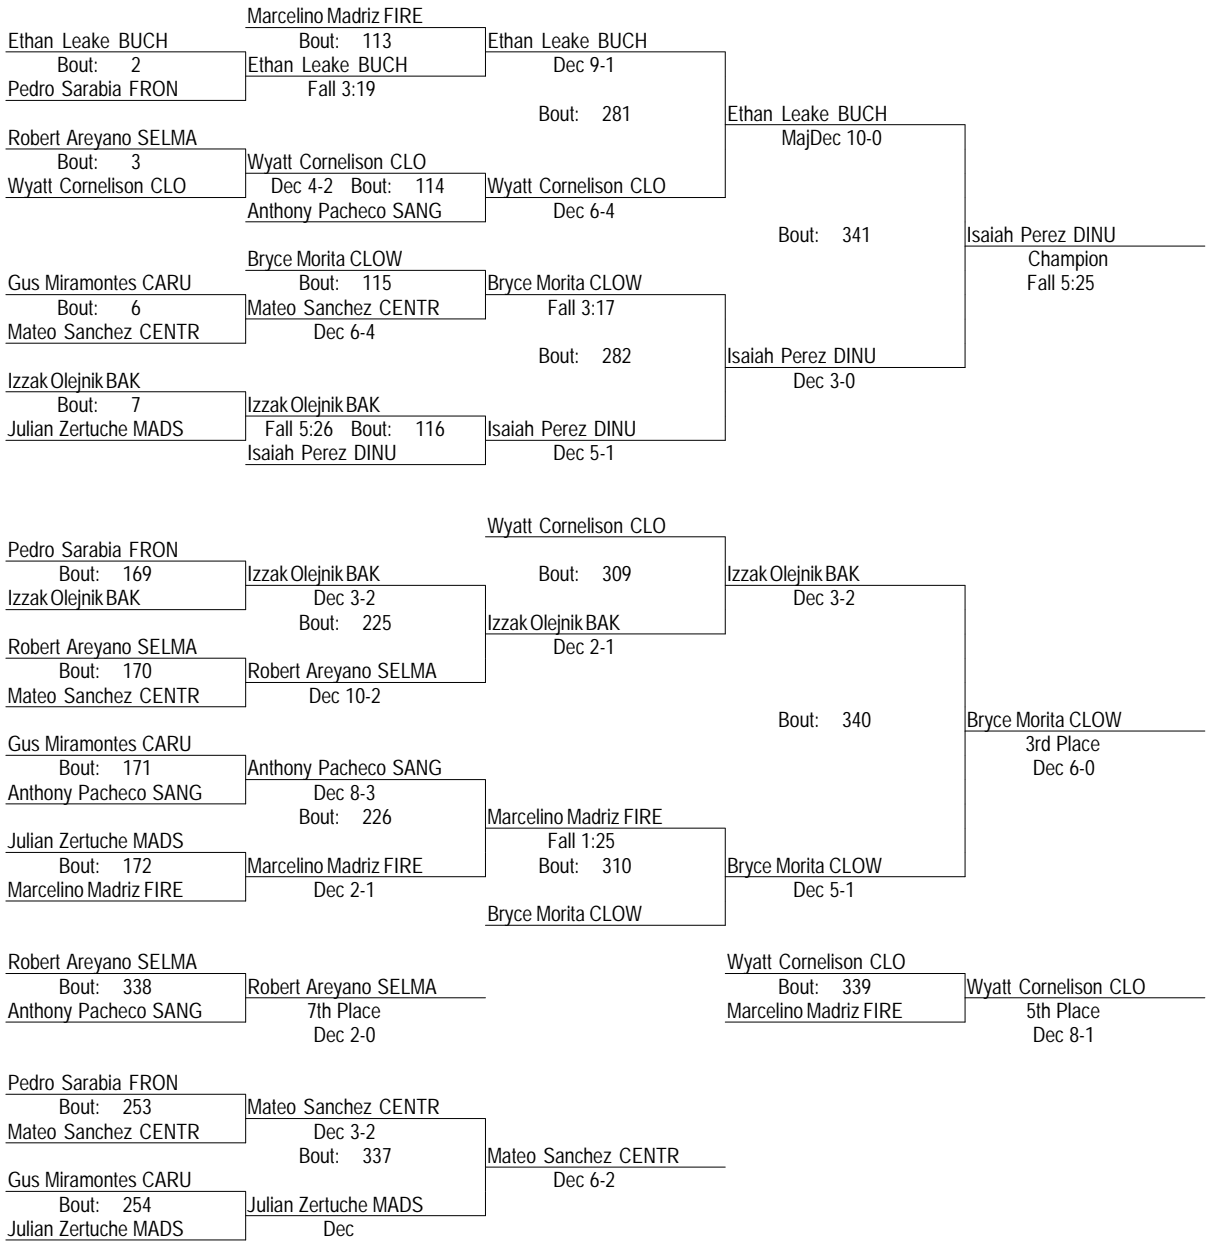 Marcelino Madriz FIRE
Ethan Leake BUCH
Bout: 113
Ethan Leake BUCH
Bout: 2
Ethan Leake BUCH
Dec 9-1
Pedro Sarabia FRON
Fall 3:19
Bout: 281
Ethan Leake BUCH
Robert Areyano SELMA
MajDec 10-0
Bout: 3
Wyatt Cornelison CLO
Wyatt Cornelison CLO
Dec 4-2 Bout: 114
Wyatt Cornelison CLO
Anthony Pacheco SANG
Dec 6-4
Bout: 341
Isaiah Perez DINU
Bryce Morita CLOW
Champion
Gus Miramontes CARU
Bout: 115
Bryce Morita CLOW
Fall 5:25
Bout: 6
Mateo Sanchez CENTR
Fall 3:17
Mateo Sanchez CENTR
Dec 6-4
Bout: 282
Isaiah Perez DINU
Izzak Olejnik BAK
Dec 3-0
Bout: 7
Izzak Olejnik BAK
Julian Zertuche MADS
Fall 5:26 Bout: 116
Isaiah Perez DINU
Isaiah Perez DINU
Dec 5-1
Wyatt Cornelison CLO
Pedro Sarabia FRON
Bout: 169
Izzak Olejnik BAK
Bout: 309
Izzak Olejnik BAK
Izzak Olejnik BAK
Dec 3-2
Dec 3-2
Bout: 225
Izzak Olejnik BAK
Robert Areyano SELMA
Dec 2-1
Bout: 170
Robert Areyano SELMA
Mateo Sanchez CENTR
Dec 10-2
Bout: 340
Bryce Morita CLOW
Gus Miramontes CARU
3rd Place
Bout: 171
Anthony Pacheco SANG
Dec 6-0
Anthony Pacheco SANG
Dec 8-3
Bout: 226
Marcelino Madriz FIRE
Julian Zertuche MADS
Fall 1:25
Bout: 172
Marcelino Madriz FIRE
Bout: 310
Bryce Morita CLOW
Marcelino Madriz FIRE
Dec 2-1
Dec 5-1
Bryce Morita CLOW
Robert Areyano SELMA
Wyatt Cornelison CLO
Bout: 338
Robert Areyano SELMA
Bout: 339
Wyatt Cornelison CLO
Anthony Pacheco SANG
7th Place
Marcelino Madriz FIRE
5th Place
Dec 2-0
Dec 8-1
Pedro Sarabia FRON
Bout: 253
Mateo Sanchez CENTR
Mateo Sanchez CENTR
Dec 3-2
Bout: 337
Mateo Sanchez CENTR
Gus Miramontes CARU
Dec 6-2
Bout: 254
Julian Zertuche MADS
Julian Zertuche MADS
Dec